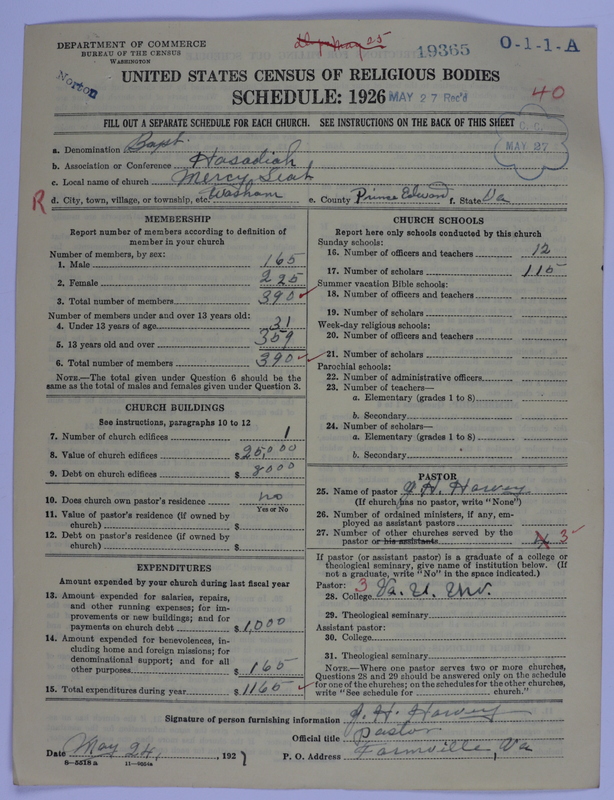 DEPARTMENT OF COMMERCE
BUREAU OF THE CENSUS
WASHINGTON
19365
O-1-1-A
Norton
UNITED STATES CENSUS OF RELIGIOUS BODIES
SCHEDULE: 1926
MAY 27 Rec'd
40
FILL OUT A SEPARATE SCHEDULE FOR EACH CHURCH. SEE INSTRUCTIONS ON THE BACK OF THIS SHEET
MAY 27
a. Denomination Bapt.
b. Association or Conference Hasadiah
c. Local name of church Mercy Seat
R d. City, town, village, or township, etc. Washam e. County Prince Edward f. State Va
MEMBERSHIP
Report number of members according to definition of
member in your church
Number of members, by sex:
1. Male 165
2. Female 225
3. Total number of members 390
Number of members under and over 13 years old:
4. Under 13 years of age 31
5. 13 years old and over 359
6. Total number of members 390
NOTE.—The total given under Question 6 should be the
same as the total of males and females given under Question 3.
CHURCH BUILDINGS
See instructions, paragraphs 10 to 12
7. Number of church edifices 1
8. Value of church edifices $25,000
9. Debt on church edifices $8000
10. Does church own pastor's residence no
Yes or No
11. Value of pastor's residence (if owned by
church) $
12. Debt on pastor's residence (if owned by
church) $
EXPENDITURES
Amount expended by your church during last fiscal year
13. Amount expended for salaries, repairs,
and other running expenses; for im-
provements or new buildings; and for
payments on church debt $1,000
14. Amount expended for benevolences, in-
cluding home and foreign missions; for
denominational support; and for all
other purposes $165
15. Total expenditures during year $1165
CHURCH SCHOOLS
Report here only schools conducted by this church
Sunday schools:
16. Number of officers and teachers 12
17. Number of scholars 115
Summer vacation Bible schools:
18. Number of officers and teachers
19. Number of scholars
Week-day religious schools:
20. Number of officers and teachers
21. Number of scholars
Parochial schools:
22. Number of administrative officers
23. Number of teachers—
a. Elementary (grades 1 to 8)
b. Secondary
24. Number of scholars—
a. Elementary (grades 1 to 8)
b. Secondary
PASTOR
25. Name of pastor J. H. Harvey
(If church has no pastor, write "None")
26. Number of ordained ministers, if any, em-
ployed as assistant pastors
27. Number of other churches served by the
pastor or his assistants 3
If pastor (or assistant pastor) is a graduate of a college or
theological seminary, give name of institution below. (If
not a graduate, write "No" in the space indicated.)
Pastor: 3
28. College Va. U.
29. Theological seminary
Assistant pastor:
30. College
31. Theological seminary
NOTE.—Where one pastor serves two or more churches,
Questions 28 and 29 should be answered only on the schedule
for one of the churches; on the schedules for the other churches,
write "See schedule for church."
Signature of person furnishing information J. H. Harvey
Official title pastor
Date May 24, 1927 P. O. Address Farmville Va
8—5518 a